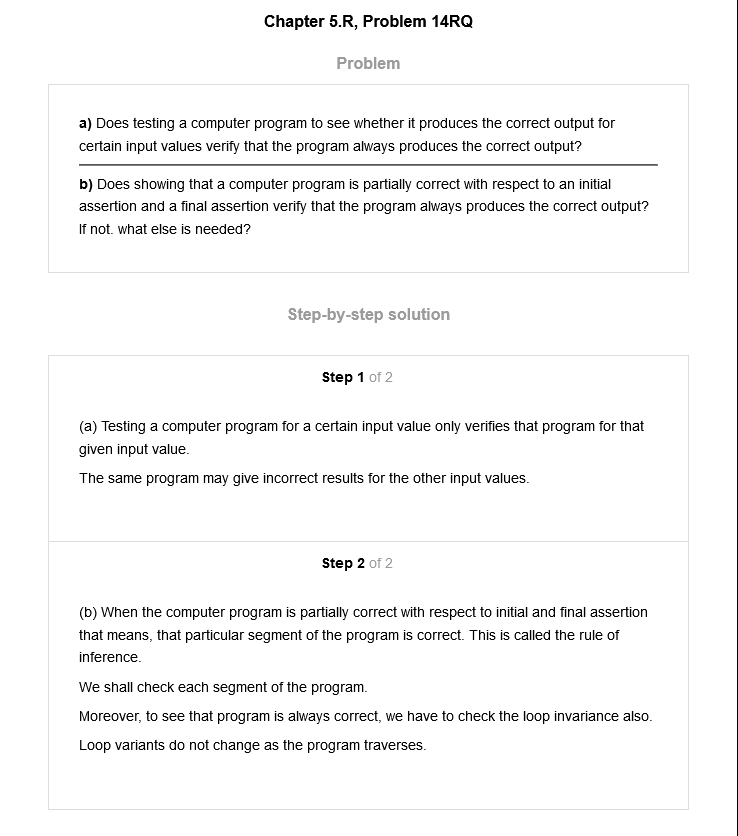 Chapter 5.R, Problem 14RQ
Problem
a) Does testing a computer program to see whether it produces the correct output for
certain input values verify that the program always produces the correct output?
b) Does showing that a computer program is partially correct with respect to an initial
assertion and a final assertion verify that the program always produces the correct output?
If not. what else is needed?
Step-by-step solution
Step 1 of 2
(a) Testing a computer program for a certain input value only verifies that program for that
given input value.
The same program may give incorrect results for the other input values.
Step 2 of 2
(b) When the computer program is partially correct with respect to initial and final assertion
that means, that particular segment of the program is correct. This is called the rule of
inference.
We shall check each segment of the program.
Moreover, to see that program is always correct, we have to check the loop invariance also.
Loop variants do not change as the program traverses.